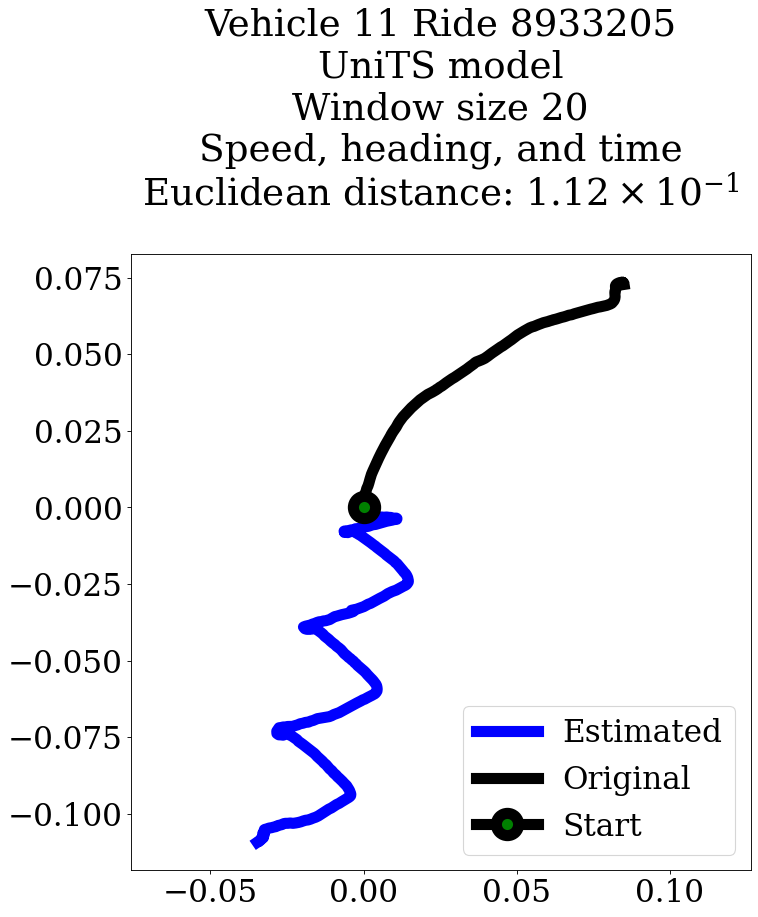 Vehicle 11 Ride 8933205
UniTS model
Window size 20
Speed, heading, and time
Euclidean distance: 1.12 × 10⁻¹
0.075
0.050
0.025
0.000
−0.025
−0.050
−0.075
−0.100
Estimated
Original
Start
−0.05 0.00 0.05 0.10